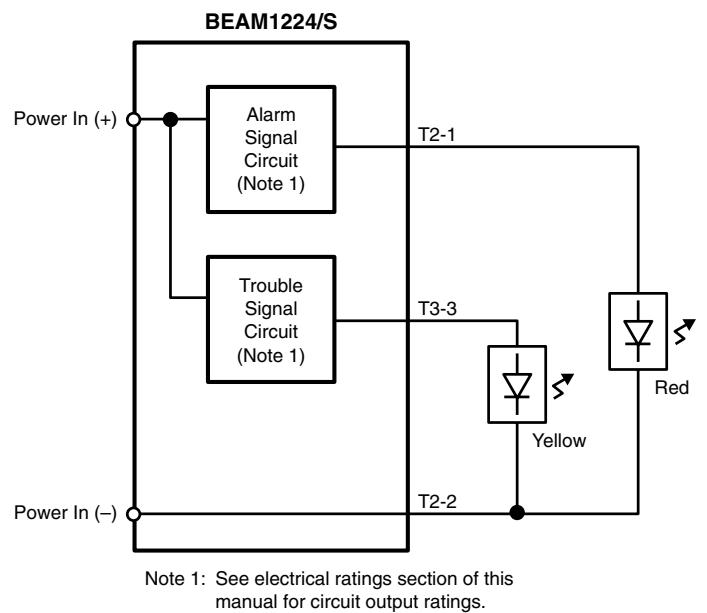 BEAM1224/S
Power In (+)
Alarm
Signal
Circuit
(Note 1)
T2-1
Trouble
Signal
Circuit
(Note 1)
T3-3
Red
Yellow
Power In (–)
T2-2
Note 1: See electrical ratings section of this
manual for circuit output ratings.